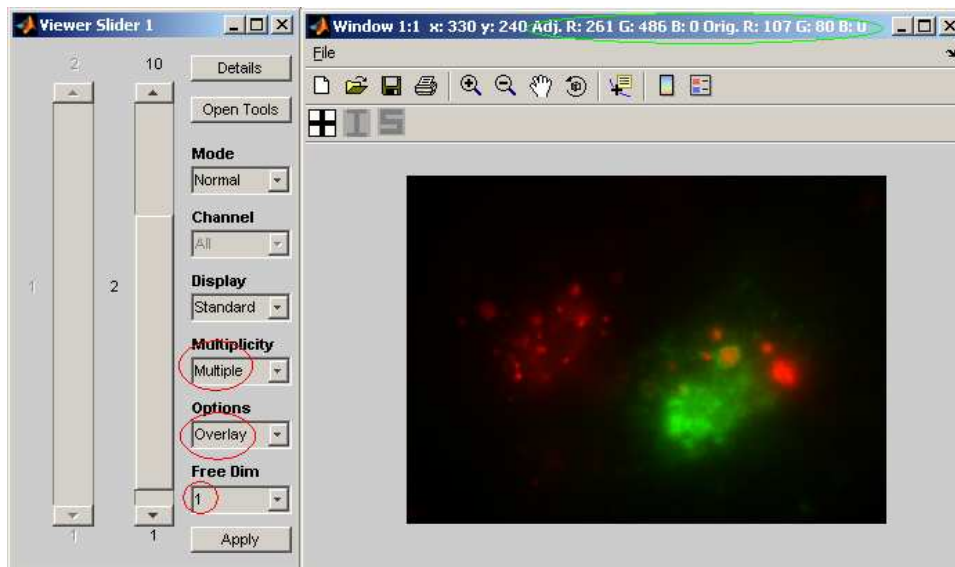 Viewer Slider 1
2
10
1
2
1
1
Details
Open Tools
Mode
Normal
Channel
All
Display
Standard
Multiplicity
Multiple
Options
Overlay
Free Dim
1
Apply
Window 1:1 x: 330 y: 240 Adj. R: 261 G: 486 B: 0 Orig. R: 107 G: 80 B: 0
File
I
S